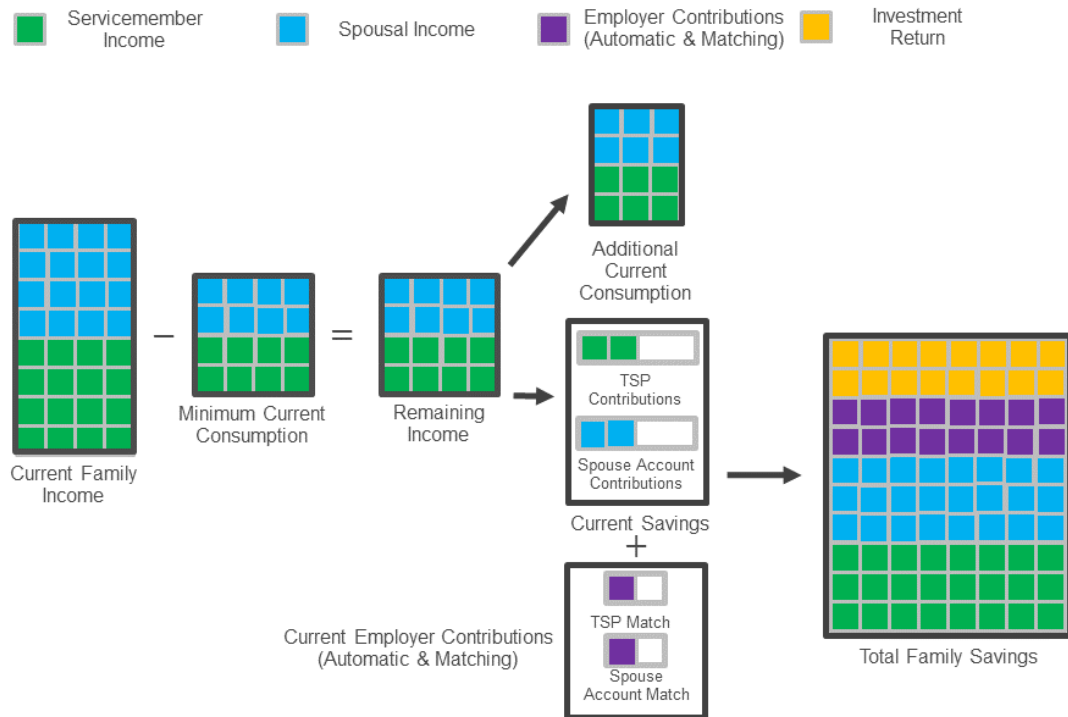 Servicemember
Income
Spousal Income
Employer Contributions
(Automatic & Matching)
Investment
Return
Additional
Current
Consumption
−
=
Minimum Current
Consumption
Remaining
Income
Current Family
Income
TSP
Contributions
Spouse Account
Contributions
Current Savings
+
TSP Match
Spouse
Account Match
Current Employer Contributions
(Automatic & Matching)
Total Family Savings